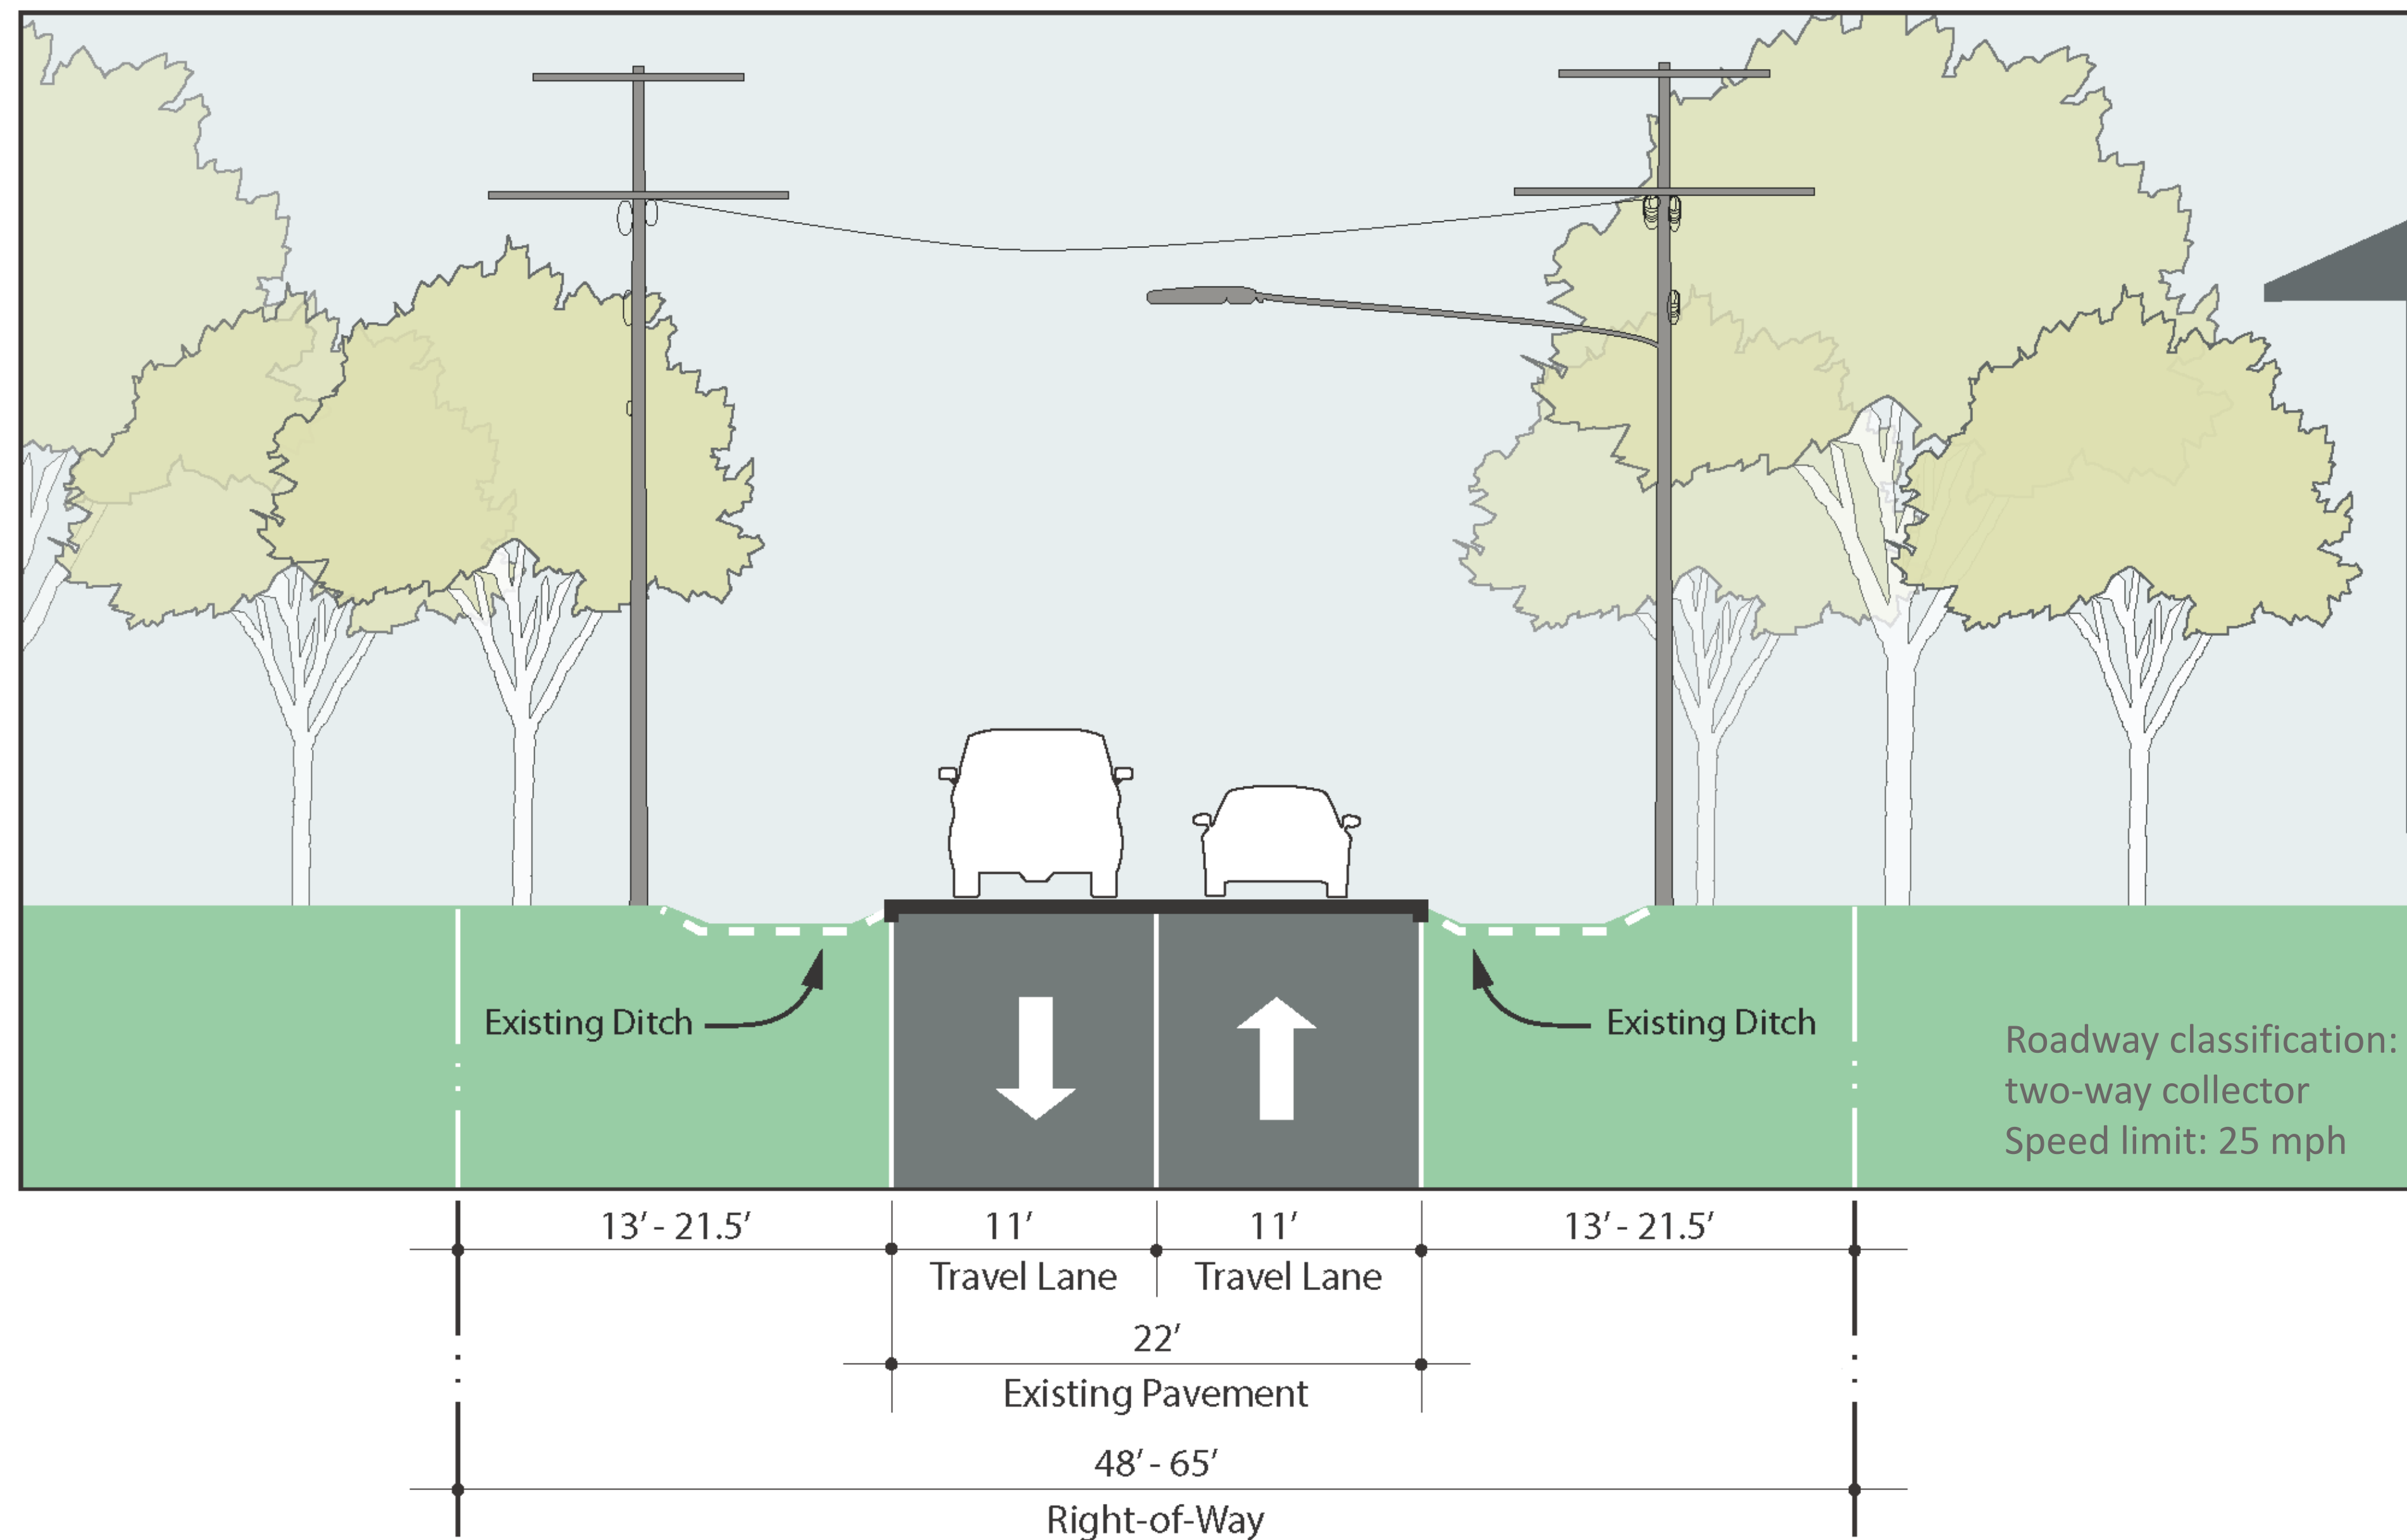 Existing Ditch
Existing Ditch
Roadway classification:
two-way collector
Speed limit: 25 mph
13′ - 21.5′
11′
11′
13′ - 21.5′
Travel Lane
Travel Lane
22′
Existing Pavement
48′ - 65′
Right-of-Way